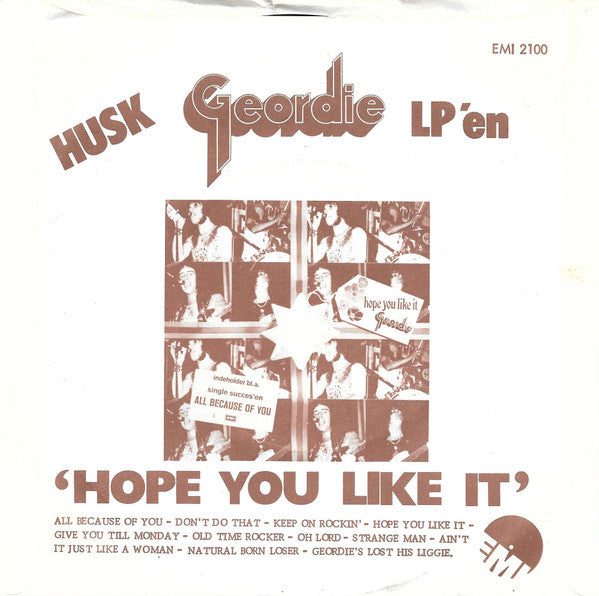 EMI 2100
HUSK Geordie LP'en
hope you like it
Geordie
indeholder bl.a.
single succes'en
ALL BECAUSE OF YOU
'HOPE YOU LIKE IT'
ALL BECAUSE OF YOU - DON'T DO THAT - KEEP ON ROCKIN' - HOPE YOU LIKE IT -
GIVE YOU TILL MONDAY - OLD TIME ROCKER - OH LORD - STRANGE MAN - AIN'T
IT JUST LIKE A WOMAN - NATURAL BORN LOSER - GEORDIE'S LOST HIS LIGGIE.
EMI